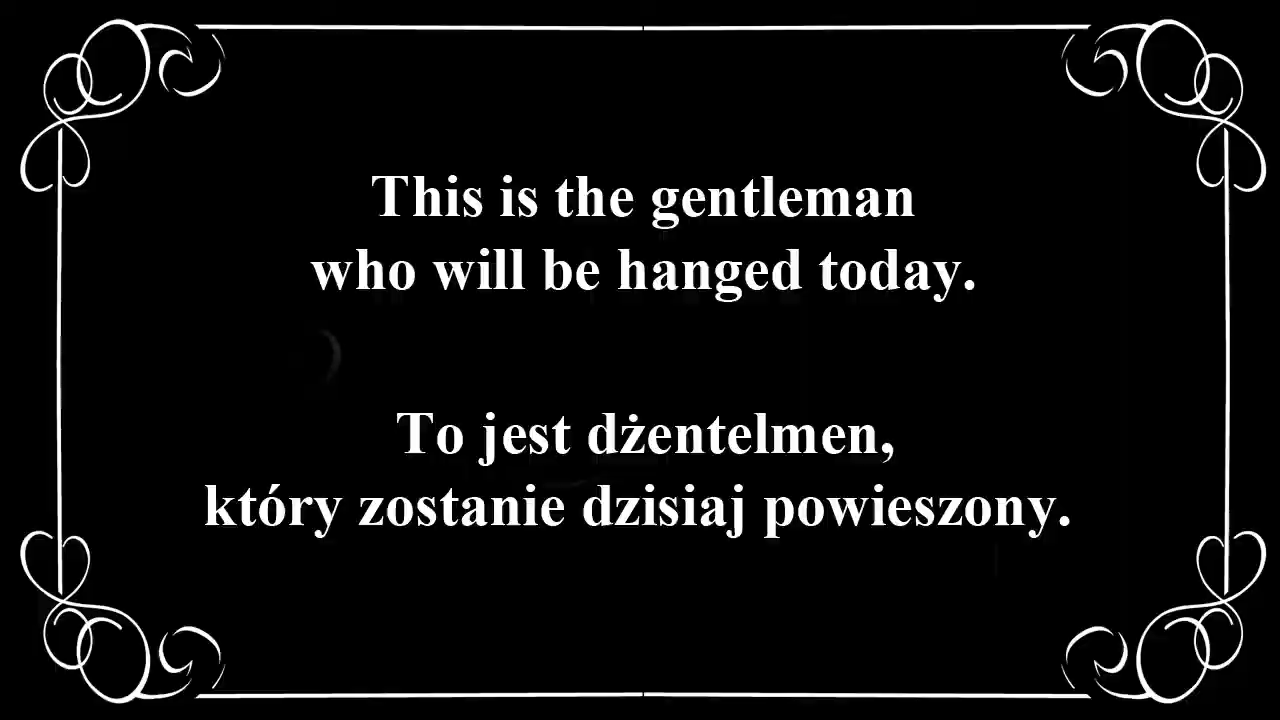 This is the gentleman
who will be hanged today.
To jest dżentelmen,
który zostanie dzisiaj powieszony.